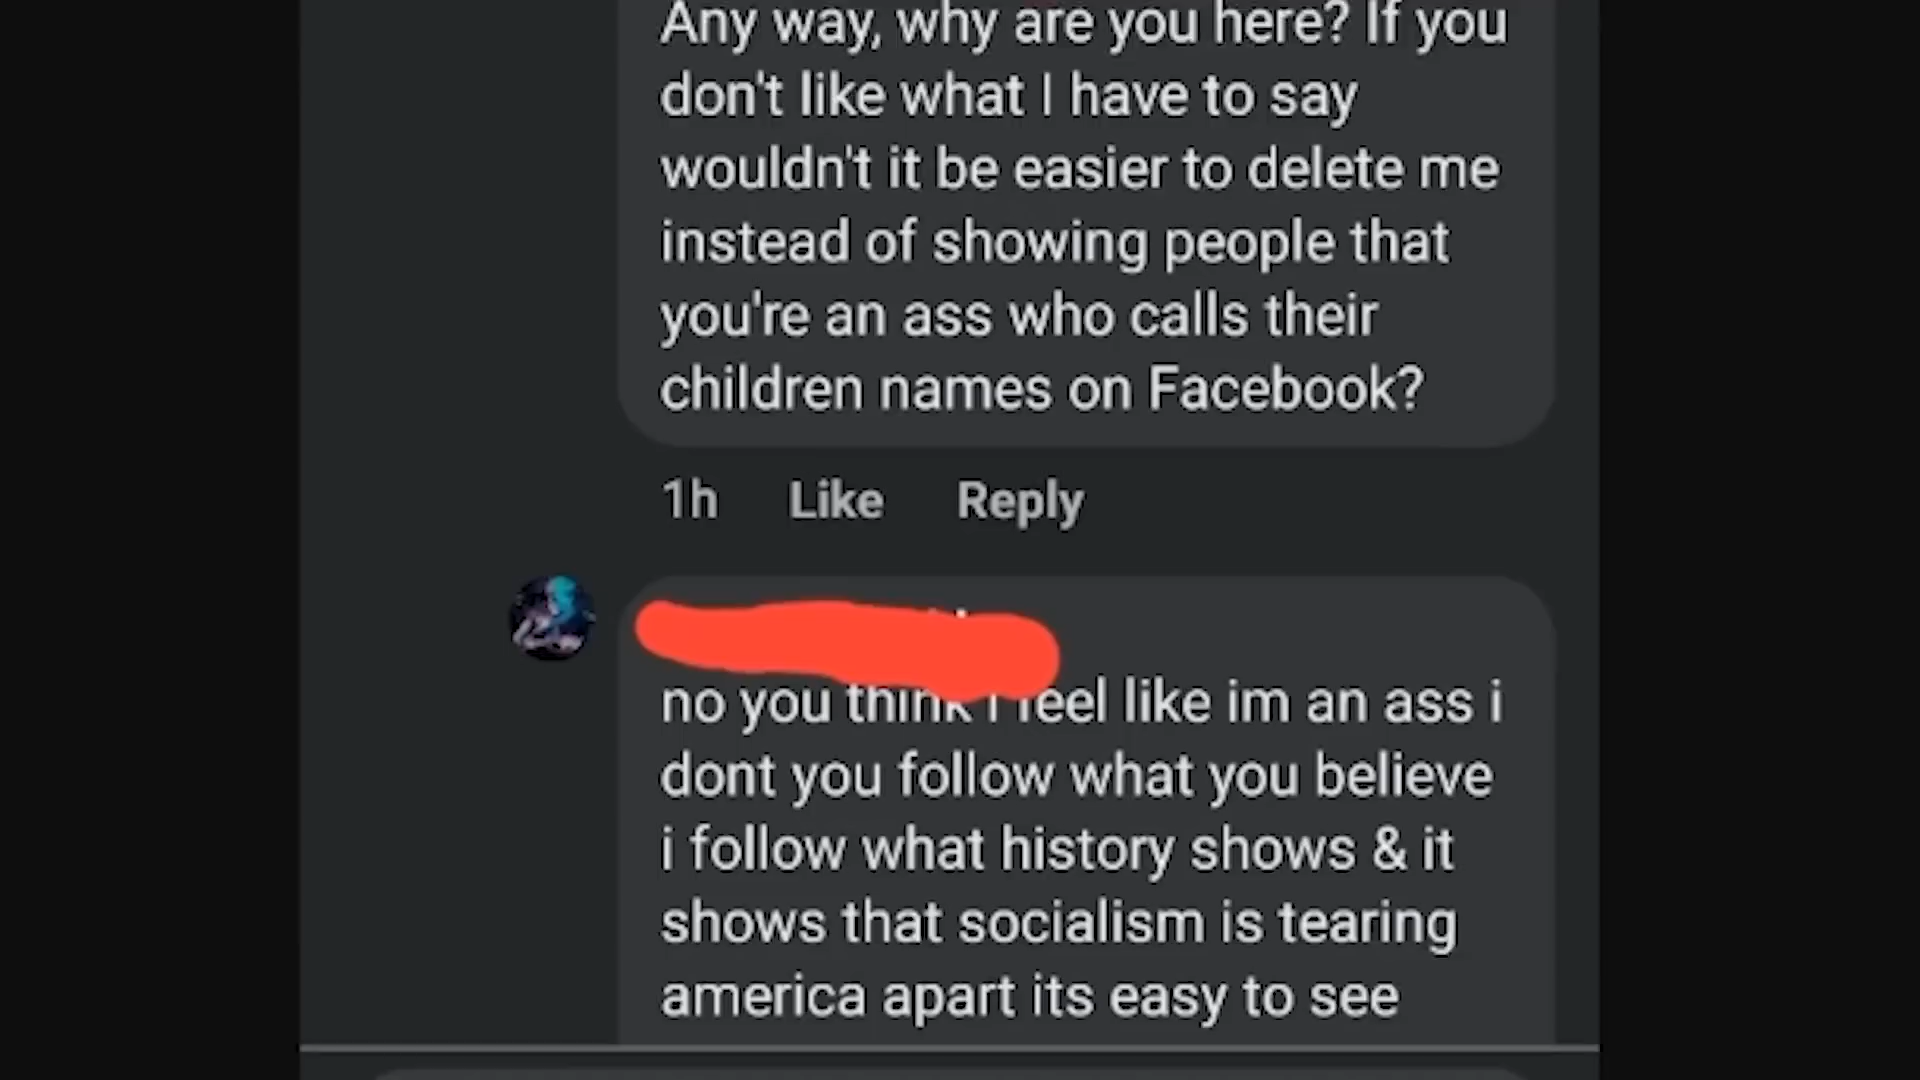 Any way, why are you here? If you
don't like what I have to say
wouldn't it be easier to delete me
instead of showing people that
you're an ass who calls their
children names on Facebook?
1h Like Reply
no you think i feel like im an ass i
dont you follow what you believe
i follow what history shows & it
shows that socialism is tearing
america apart its easy to see